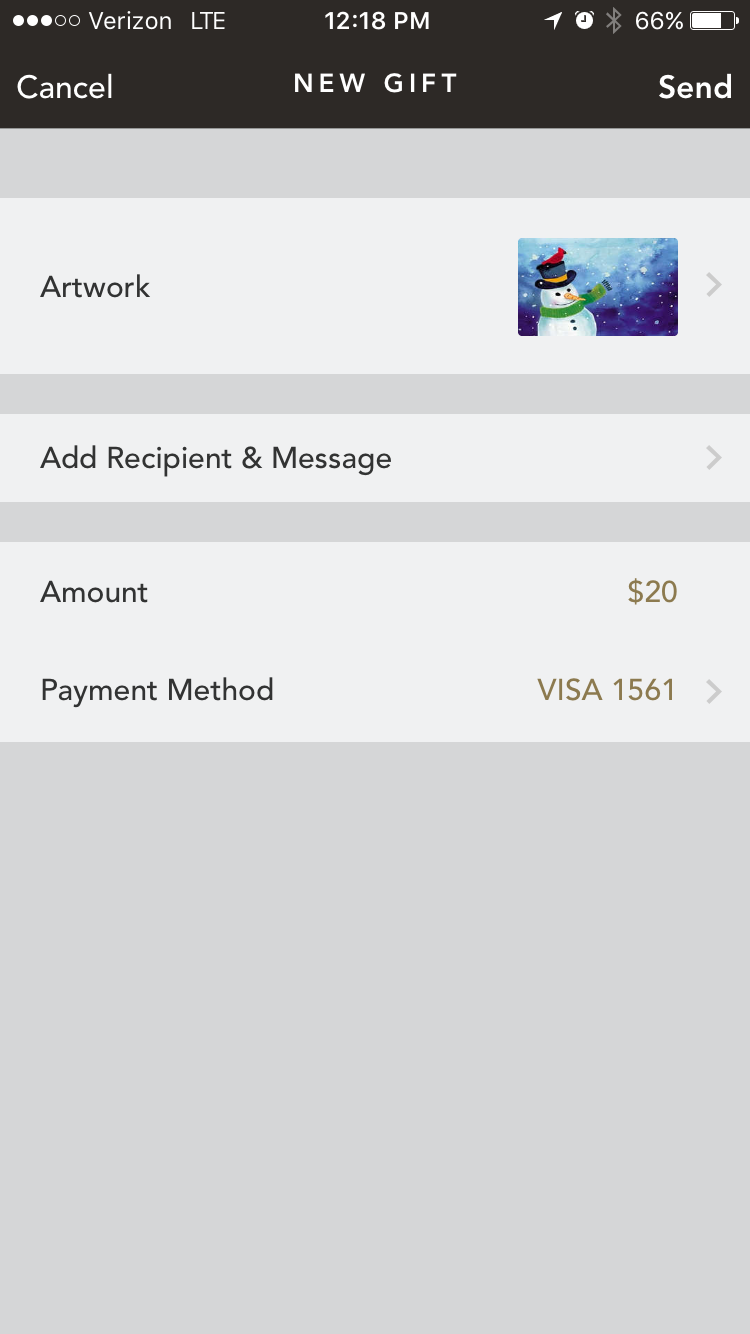 Verizon LTE 12:18 PM 66%
Cancel NEW GIFT Send
Artwork
Add Recipient & Message
Amount $20
Payment Method VISA 1561